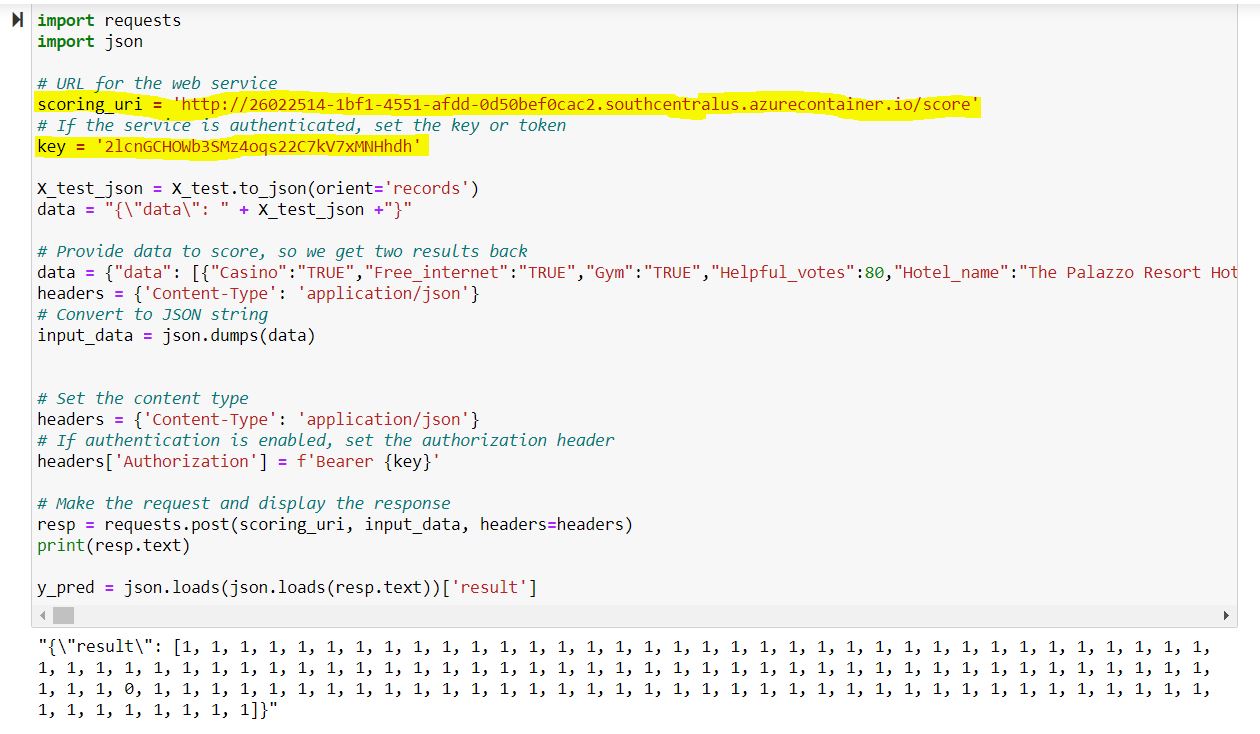 import requests
import json
# URL for the web service
scoring_uri = 'http://26022514-1bf1-4551-afdd-0d50bef0cac2.southcentralus.azurecontainer.io/score'
# If the service is authenticated, set the key or token
key = '2lcnGCHOWb3SMz4oqs22C7kV7xMNHhdh'
X_test_json = X_test.to_json(orient='records')
data = "{\"data\": " + X_test_json +"}"
# Provide data to score, so we get two results back
data = {"data": [{"Casino":"TRUE","Free_internet":"TRUE","Gym":"TRUE","Helpful_votes":80,"Hotel_name":"The Palazzo Resort Hot
headers = {'Content-Type': 'application/json'}
# Convert to JSON string
input_data = json.dumps(data)
# Set the content type
headers = {'Content-Type': 'application/json'}
# If authentication is enabled, set the authorization header
headers['Authorization'] = f'Bearer {key}'
# Make the request and display the response
resp = requests.post(scoring_uri, input_data, headers=headers)
print(resp.text)
y_pred = json.loads(json.loads(resp.text))['result']
"{\"result\": [1, 1, 1, 1, 1, 1, 1, 1, 1, 1, 1, 1, 1, 1, 1, 1, 1, 1, 1, 1, 1, 1, 1, 1, 1, 1, 1, 1, 1, 1, 1, 1, 1, 1, 1, 1,
1, 1, 1, 1, 1, 1, 1, 1, 1, 1, 1, 1, 1, 1, 1, 1, 1, 1, 1, 1, 1, 1, 1, 1, 1, 1, 1, 1, 1, 1, 1, 1, 1, 1, 1, 1, 1, 1, 1, 1, 1,
1, 1, 1, 0, 1, 1, 1, 1, 1, 1, 1, 1, 1, 1, 1, 1, 1, 1, 1, 1, 1, 1, 1, 1, 1, 1, 1, 1, 1, 1, 1, 1, 1, 1, 1, 1, 1, 1, 1, 1, 1,
1, 1, 1, 1, 1, 1, 1, 1]}"